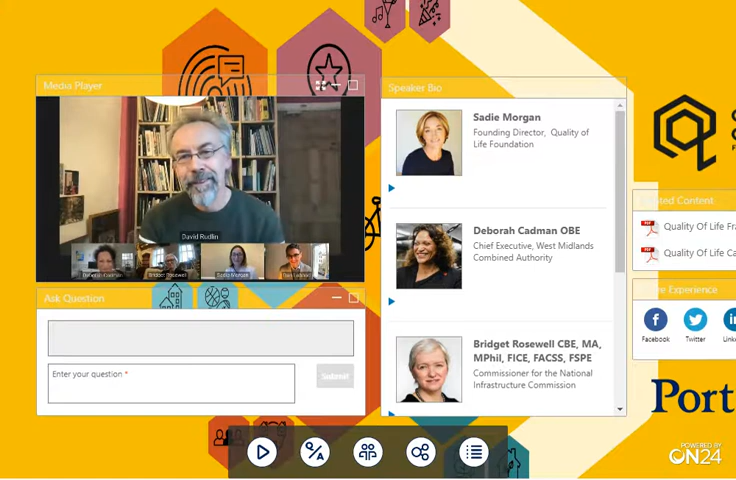 Media Player
David Rudlin
Deborah Cadman
Bridget Rosewell
Sadie Morgan
Ask Question
Enter your question *
Submit
Speaker Bio
Sadie Morgan
Founding Director, Quality of
Life Foundation
Deborah Cadman OBE
Chief Executive, West Midlands
Combined Authority
Bridget Rosewell CBE, MA,
MPhil, FICE, FACSS, FSPE
Commissioner for the National
Infrastructure Commission
Content
Quality Of Life Fra
Quality Of Life Ca
Experience
Facebook
Twitter
Linke
Port
POWERED BY
ON24